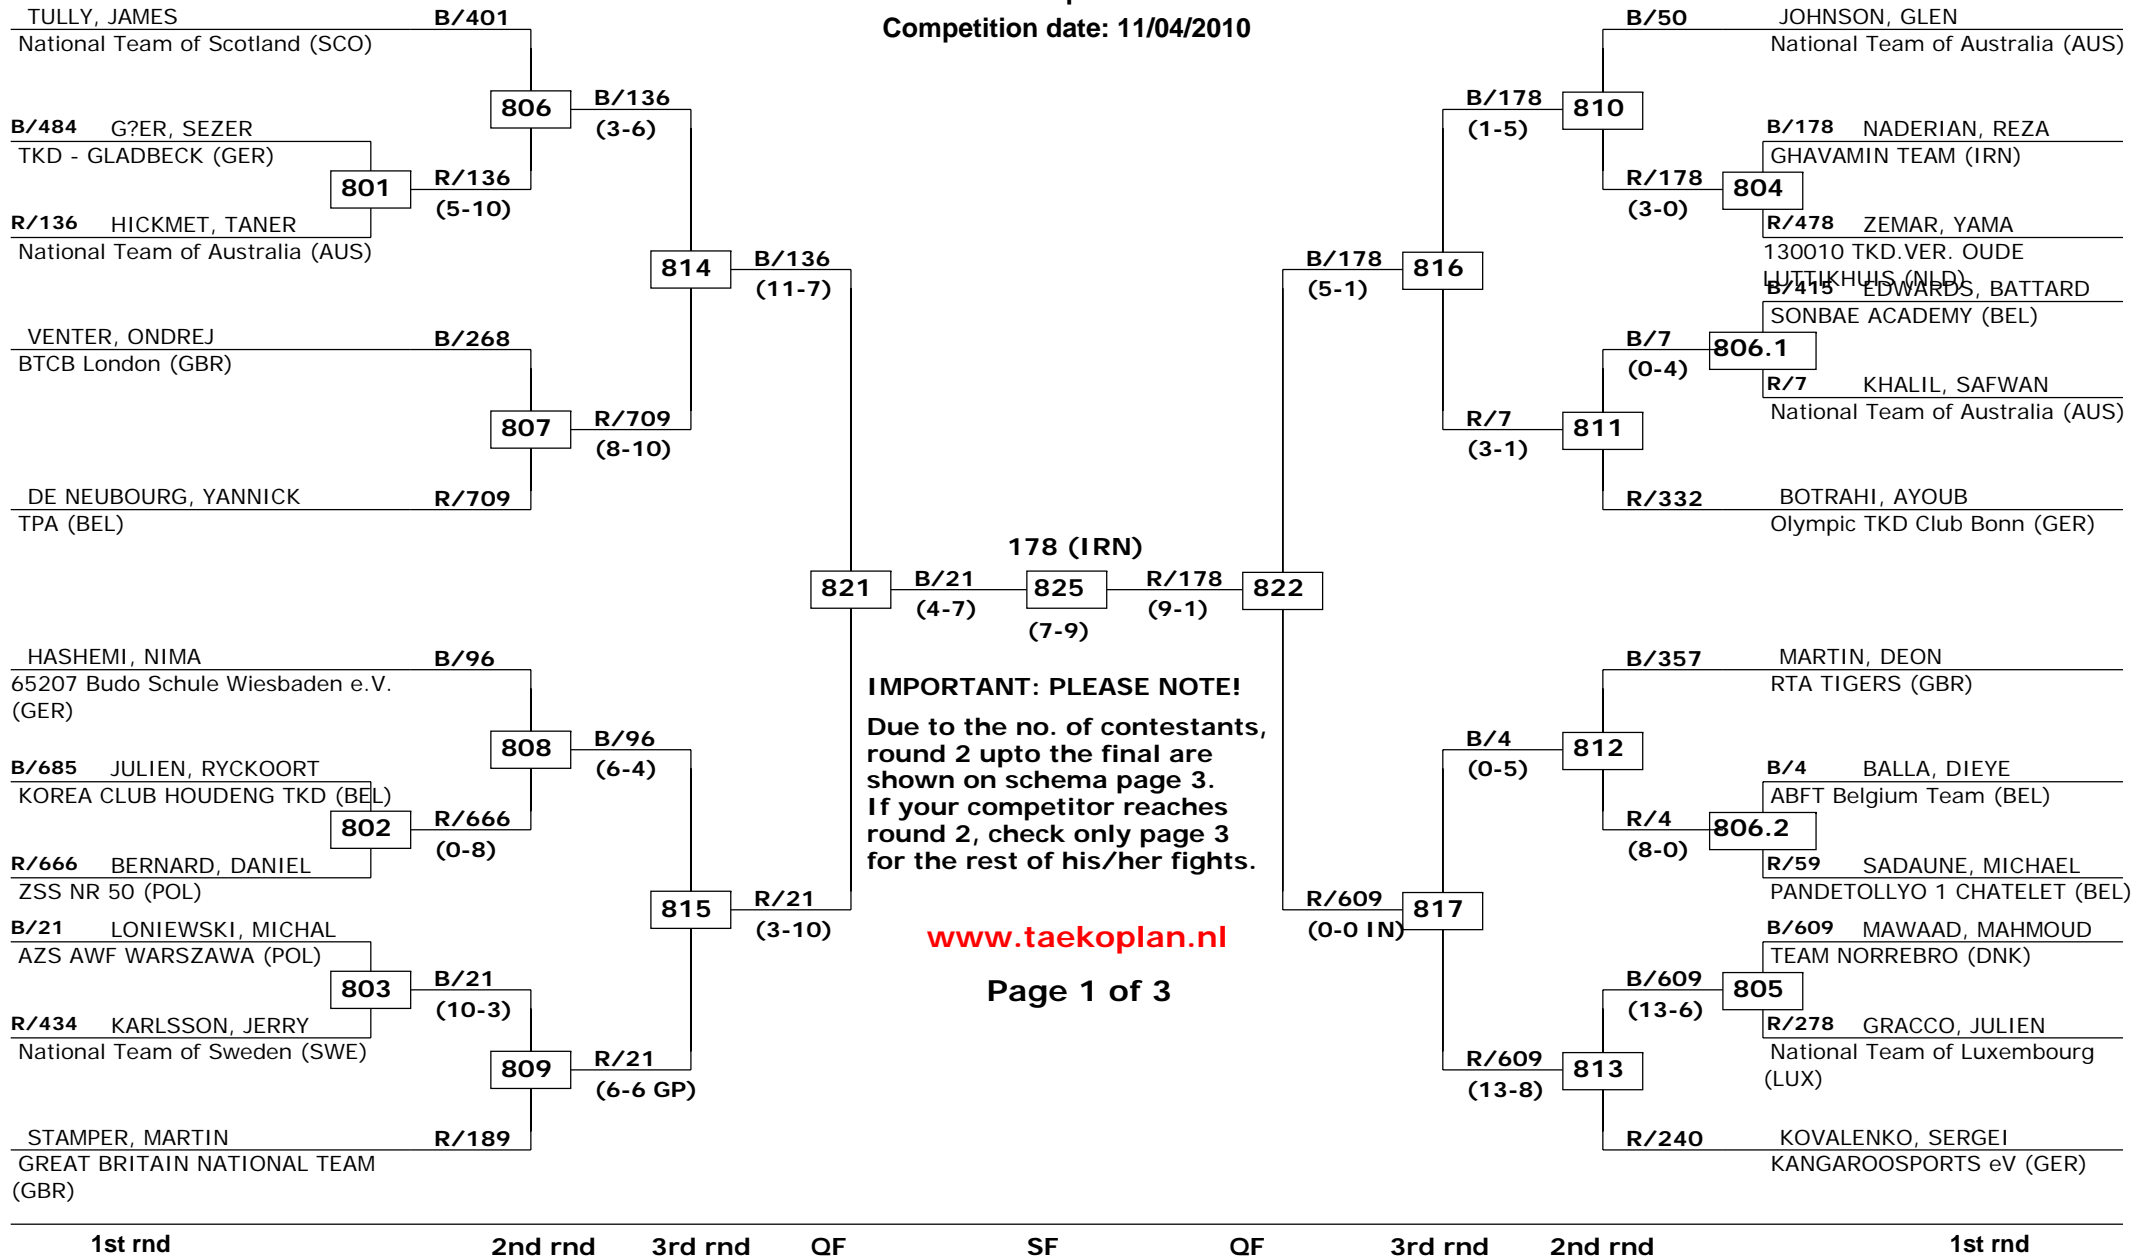 Competition date: 11/04/2010
TULLY, JAMES B/401
National Team of Scotland (SCO)
806
B/136
(3-6)
B/484 G?ER, SEZER
TKD - GLADBECK (GER)
801
R/136
(5-10)
R/136 HICKMET, TANER
National Team of Australia (AUS)
814
B/136
(11-7)
VENTER, ONDREJ B/268
BTCB London (GBR)
807
R/709
(8-10)
DE NEUBOURG, YANNICK R/709
TPA (BEL)
821
B/21
(4-7)
178 (IRN)
825
(7-9)
R/178
(9-1)
822
HASHEMI, NIMA B/96
65207 Budo Schule Wiesbaden e.V.
(GER)
808
B/96
(6-4)
B/685 JULIEN, RYCKOORT
KOREA CLUB HOUDENG TKD (BEL)
802
R/666
(0-8)
R/666 BERNARD, DANIEL
ZSS NR 50 (POL)
815
R/21
(3-10)
B/21 LONIEWSKI, MICHAL
AZS AWF WARSZAWA (POL)
803
B/21
(10-3)
R/434 KARLSSON, JERRY
National Team of Sweden (SWE)
809
R/21
(6-6 GP)
STAMPER, MARTIN R/189
GREAT BRITAIN NATIONAL TEAM
(GBR)
IMPORTANT: PLEASE NOTE!
Due to the no. of contestants,
round 2 upto the final are
shown on schema page 3.
If your competitor reaches
round 2, check only page 3
for the rest of his/her fights.
www.taekoplan.nl
Page 1 of 3
B/50 JOHNSON, GLEN
National Team of Australia (AUS)
B/178
(1-5)
810
B/178 NADERIAN, REZA
GHAVAMIN TEAM (IRN)
R/178
(3-0)
804
R/478 ZEMAR, YAMA
130010 TKD.VER. OUDE
LUTTIKHUIS (NLD)
B/178
(5-1)
816
B/415 EDWARDS, BATTARD
SONBAE ACADEMY (BEL)
B/7
(0-4)
806.1
R/7 KHALIL, SAFWAN
National Team of Australia (AUS)
R/7
(3-1)
811
R/332 BOTRAHI, AYOUB
Olympic TKD Club Bonn (GER)
B/357 MARTIN, DEON
RTA TIGERS (GBR)
B/4
(0-5)
812
B/4 BALLA, DIEYE
ABFT Belgium Team (BEL)
R/4
(8-0)
806.2
R/59 SADAUNE, MICHAEL
PANDETOLLYO 1 CHATELET (BEL)
R/609
(0-0 IN)
817
B/609 MAWAAD, MAHMOUD
TEAM NORREBRO (DNK)
B/609
(13-6)
805
R/278 GRACCO, JULIEN
National Team of Luxembourg
(LUX)
R/609
(13-8)
813
R/240 KOVALENKO, SERGEI
KANGAROOSPORTS eV (GER)
1st rnd 2nd rnd 3rd rnd QF SF QF 3rd rnd 2nd rnd 1st rnd